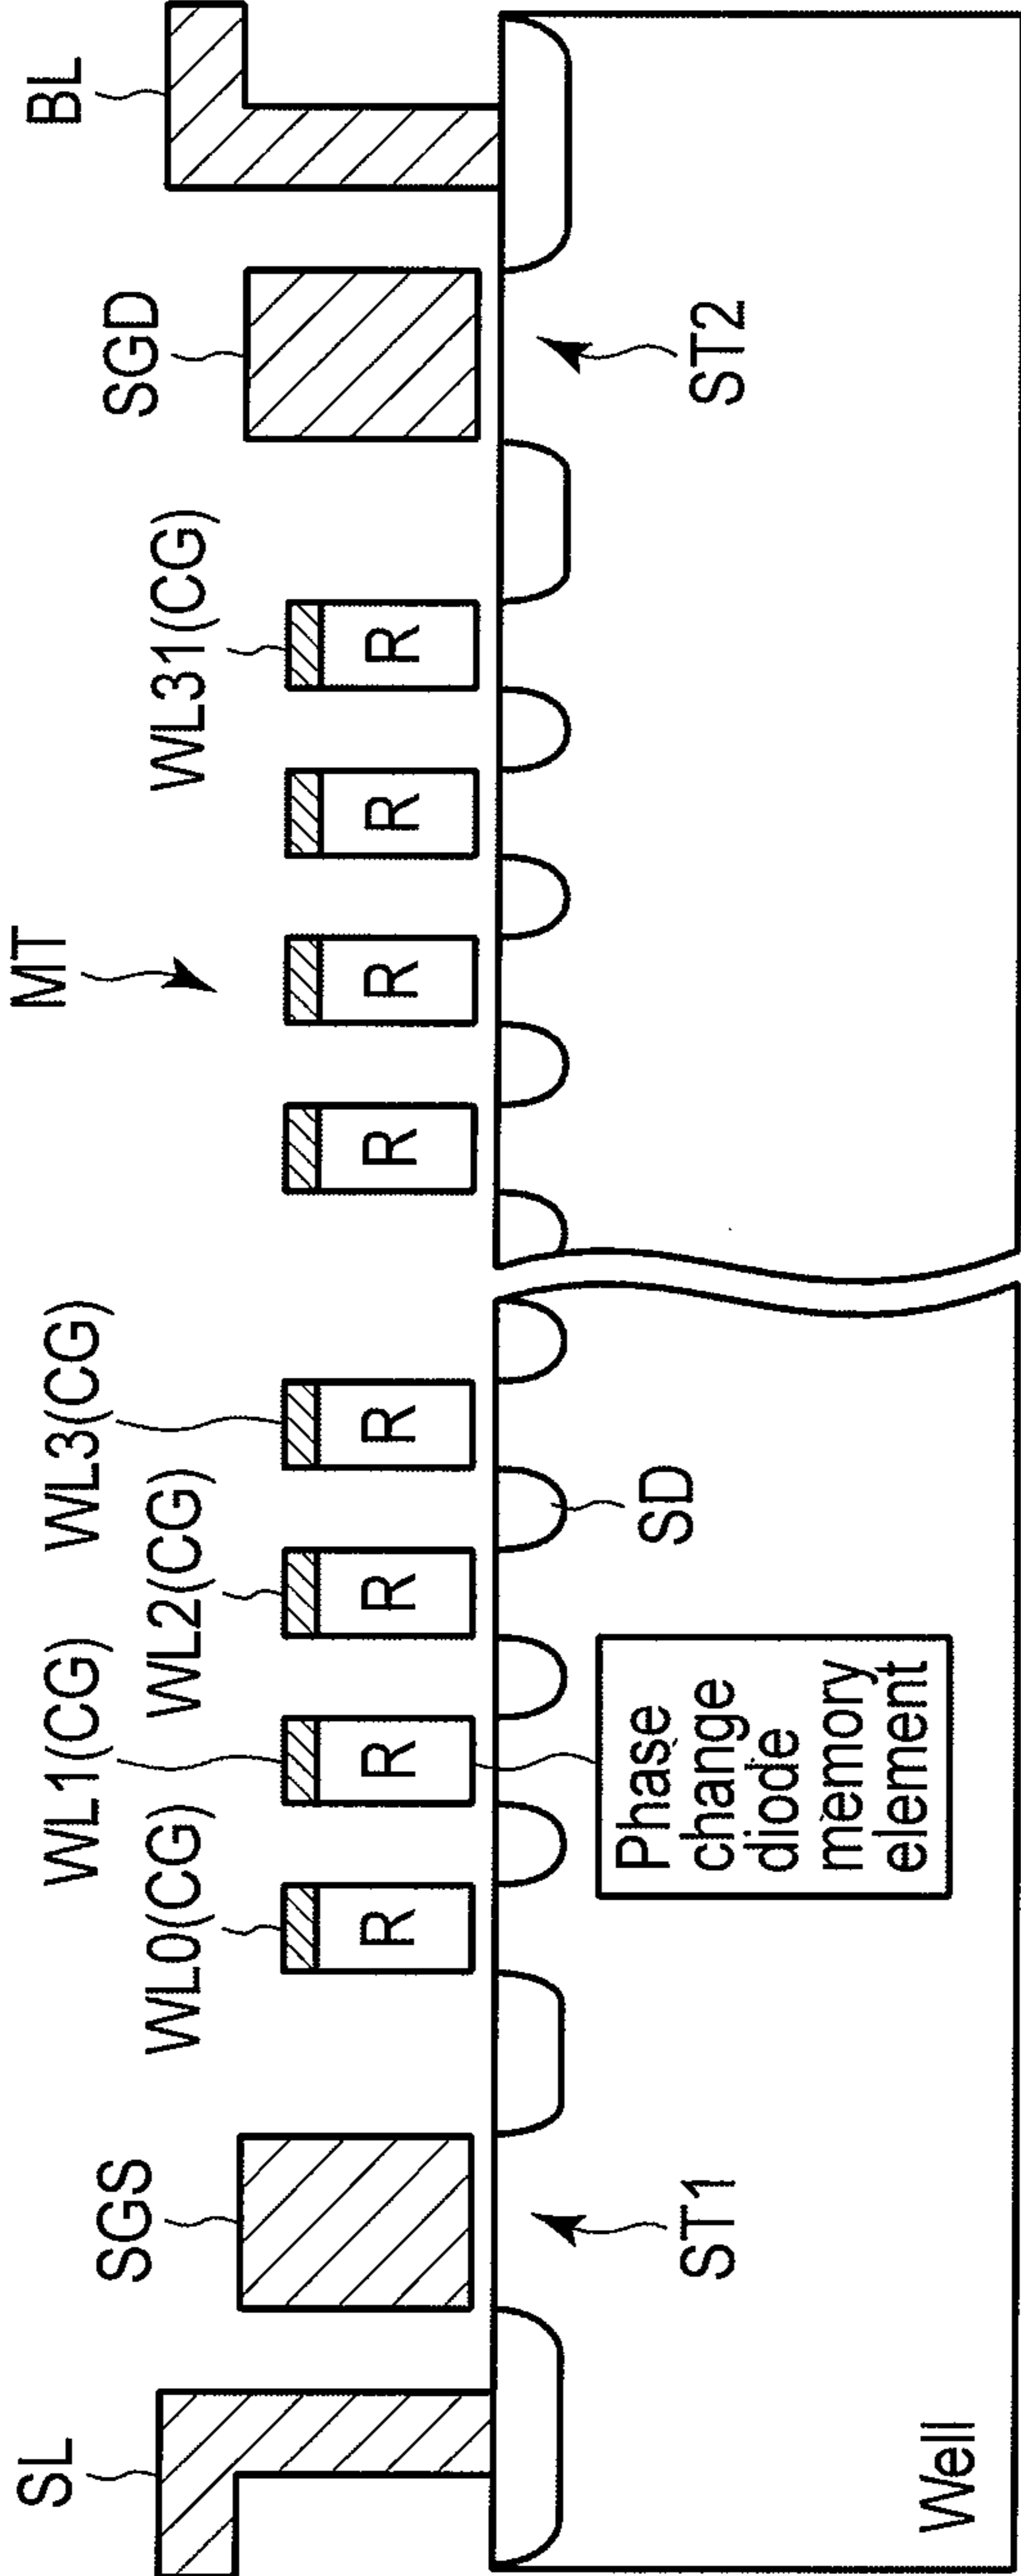 SL
SGS
WL0(CG)
WL1(CG)
WL2(CG)
WL3(CG)
MT
WL31(CG)
SGD
BL
R
R
R
R
R
R
R
R
ST1
Phase
change
diode
memory
element
SD
ST2
Well